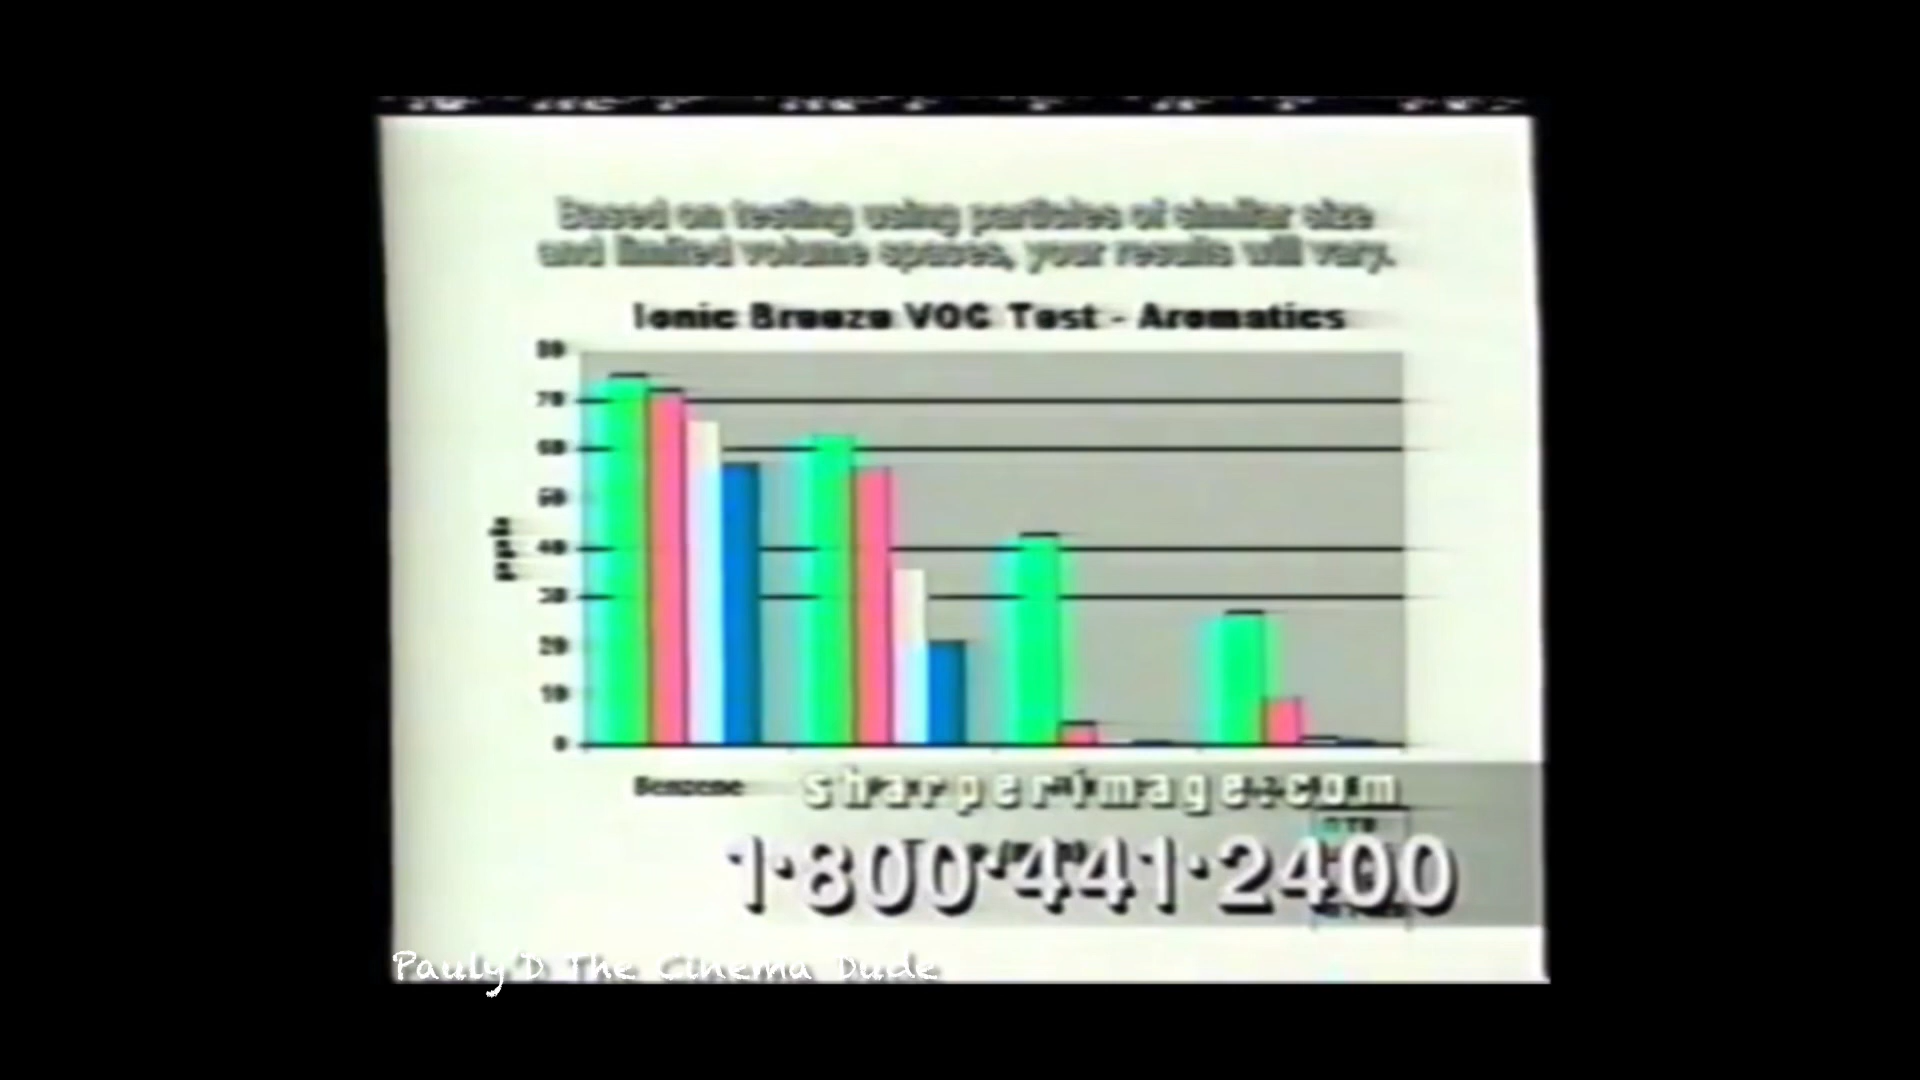 Based on testing using particles of similar size
and limited volume spaces, your results will vary.
Ionic Breeze VOC Test - Aromatics
80
70
60
50
40
30
20
10
0
ppb
Benzene
sharperimage.com
1·800·441·2400
Pauly D The Cinema Dude